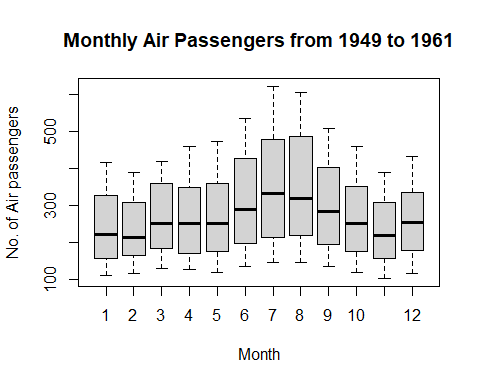 Monthly Air Passengers from 1949 to 1961
No. of Air passengers
500
300
100
1 2 3 4 5 6 7 8 9 10 12
Month